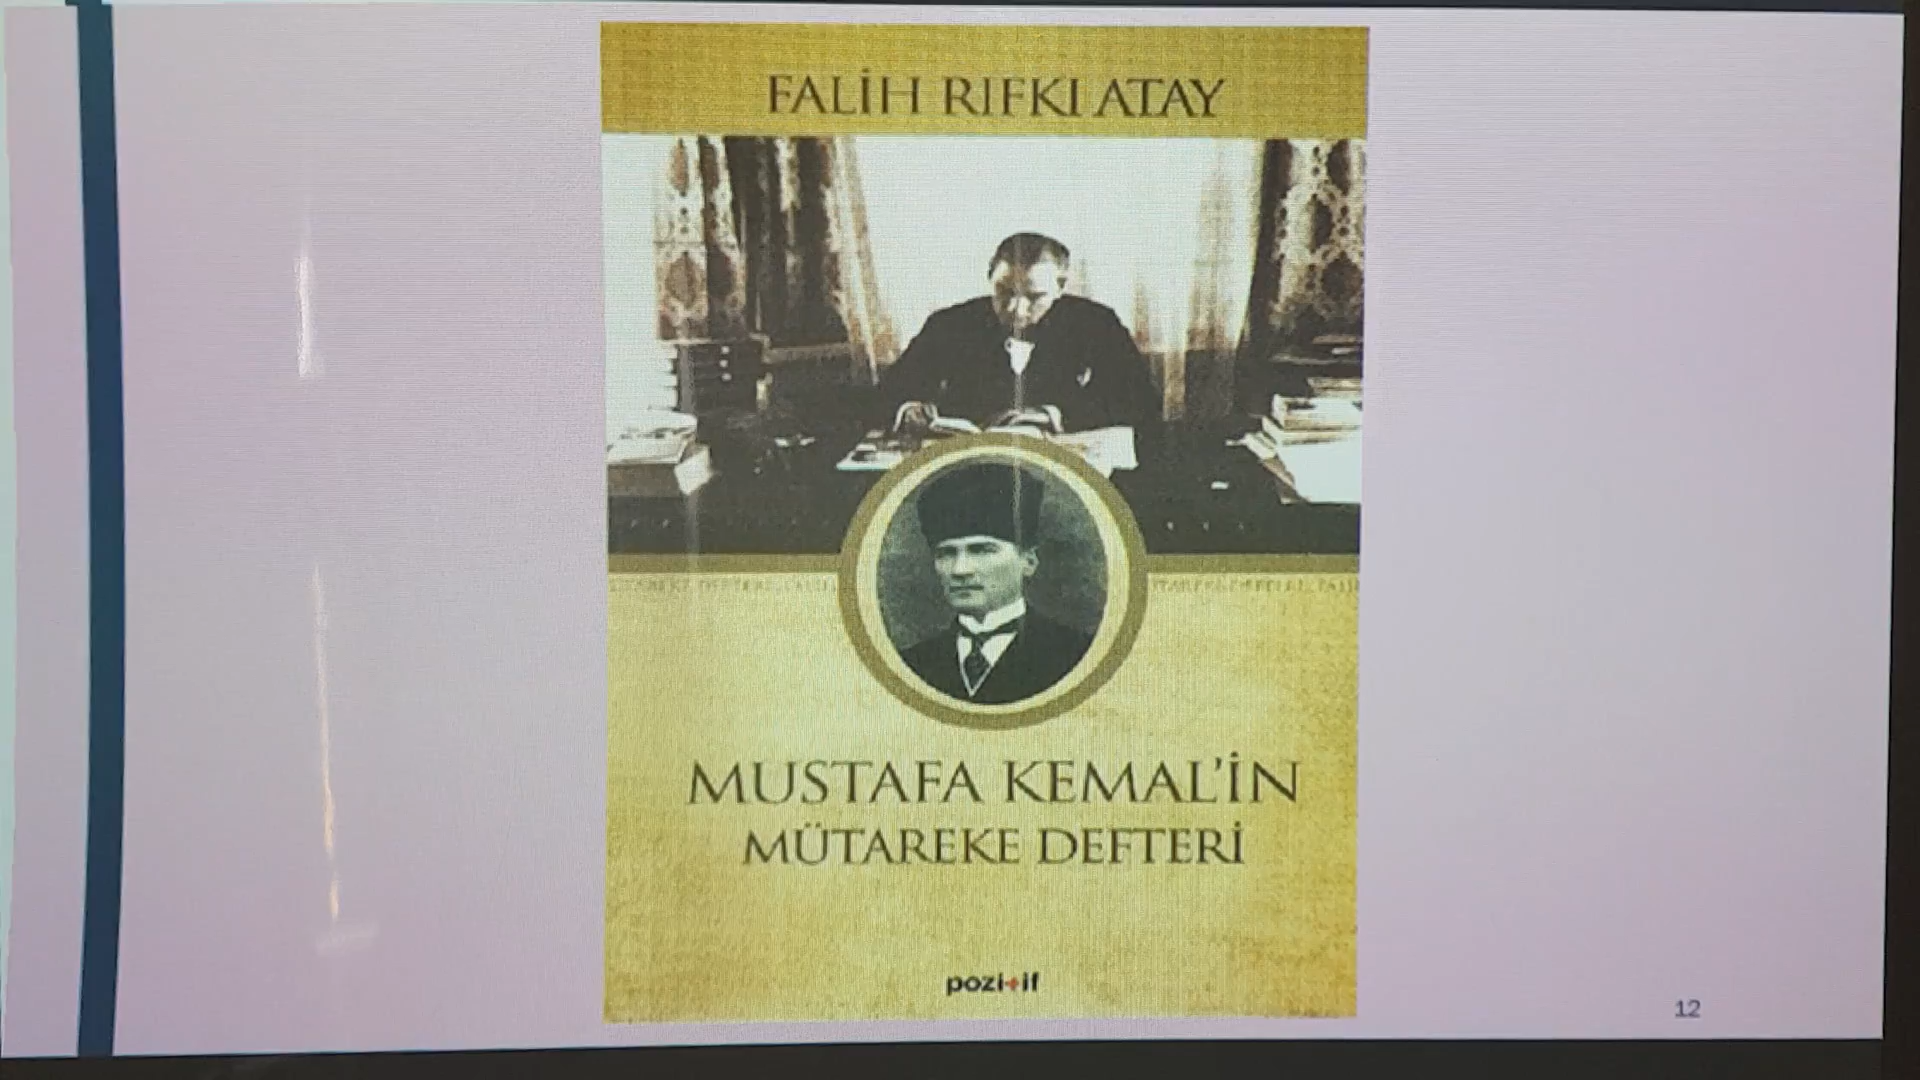 FALİH RIFKI ATAY
MUSTAFA KEMAL'İN
MÜTAREKE DEFTERİ
pozitif
12